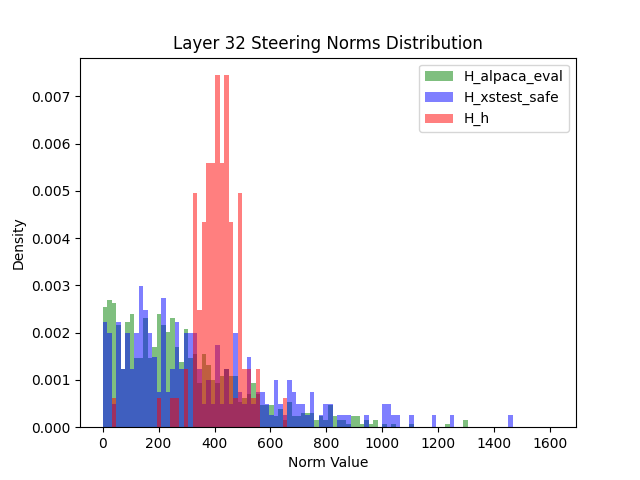 Layer 32 Steering Norms Distribution
H_alpaca_eval
H_xstest_safe
H_h
0.007
0.006
0.005
0.004
0.003
0.002
0.001
0.000
Density
0 200 400 600 800 1000 1200 1400 1600
Norm Value